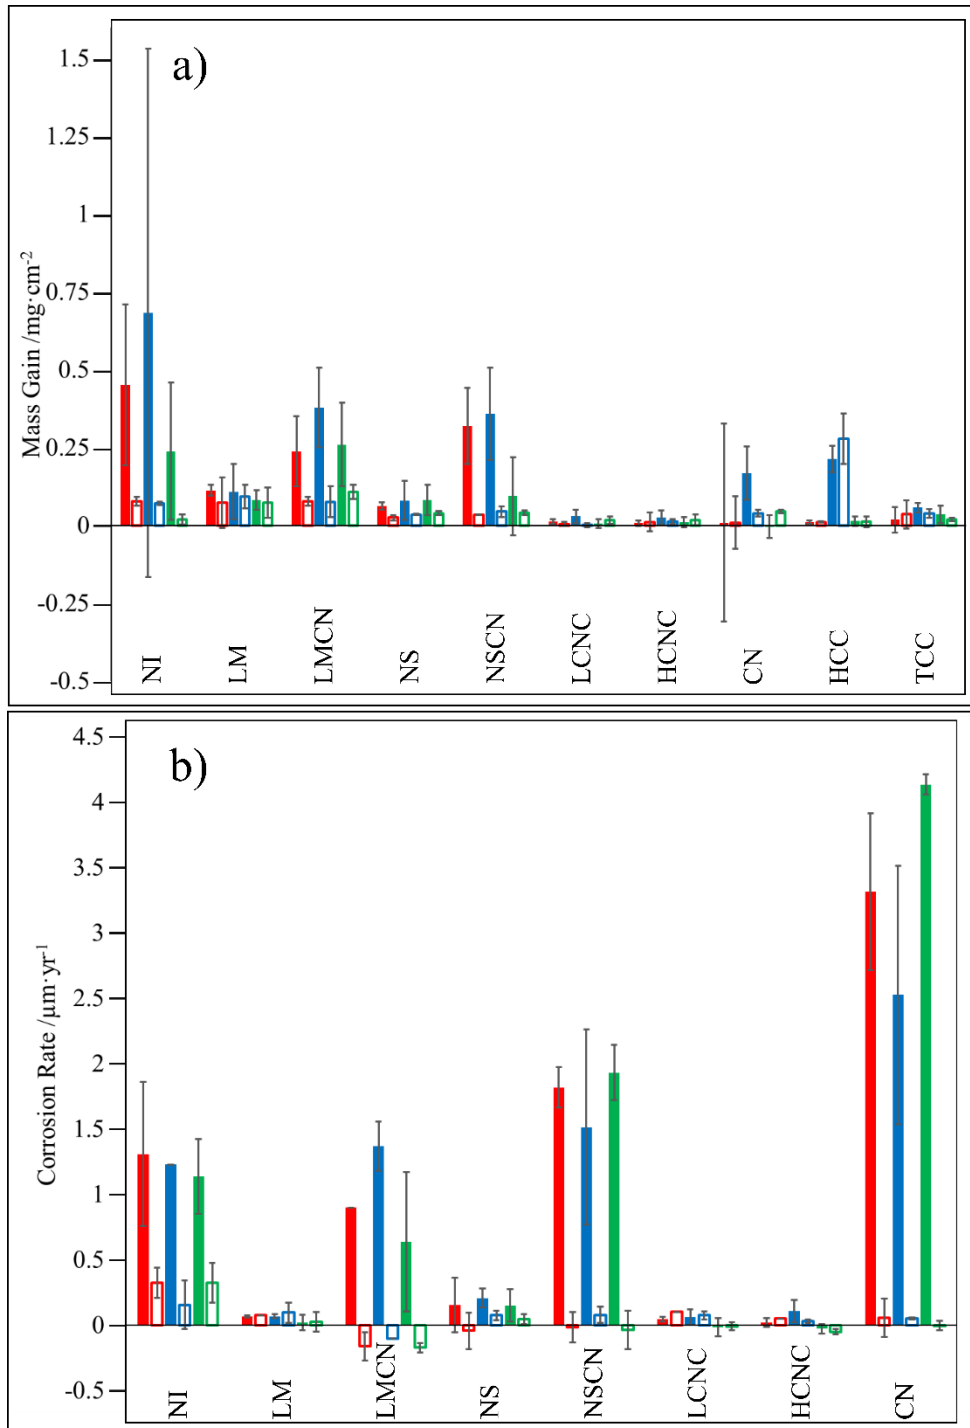 a)
1.5
1.25
1
0.75
0.5
0.25
0
-0.25
-0.5
Mass Gain /mg·cm⁻²
NI
LM
LMCN
NS
NSCN
LCNC
HCNC
CN
HCC
TCC
b)
4.5
4
3.5
3
2.5
2
1.5
1
0.5
0
-0.5
Corrosion Rate /µm·yr⁻¹
NI
LM
LMCN
NS
NSCN
LCNC
HCNC
CN